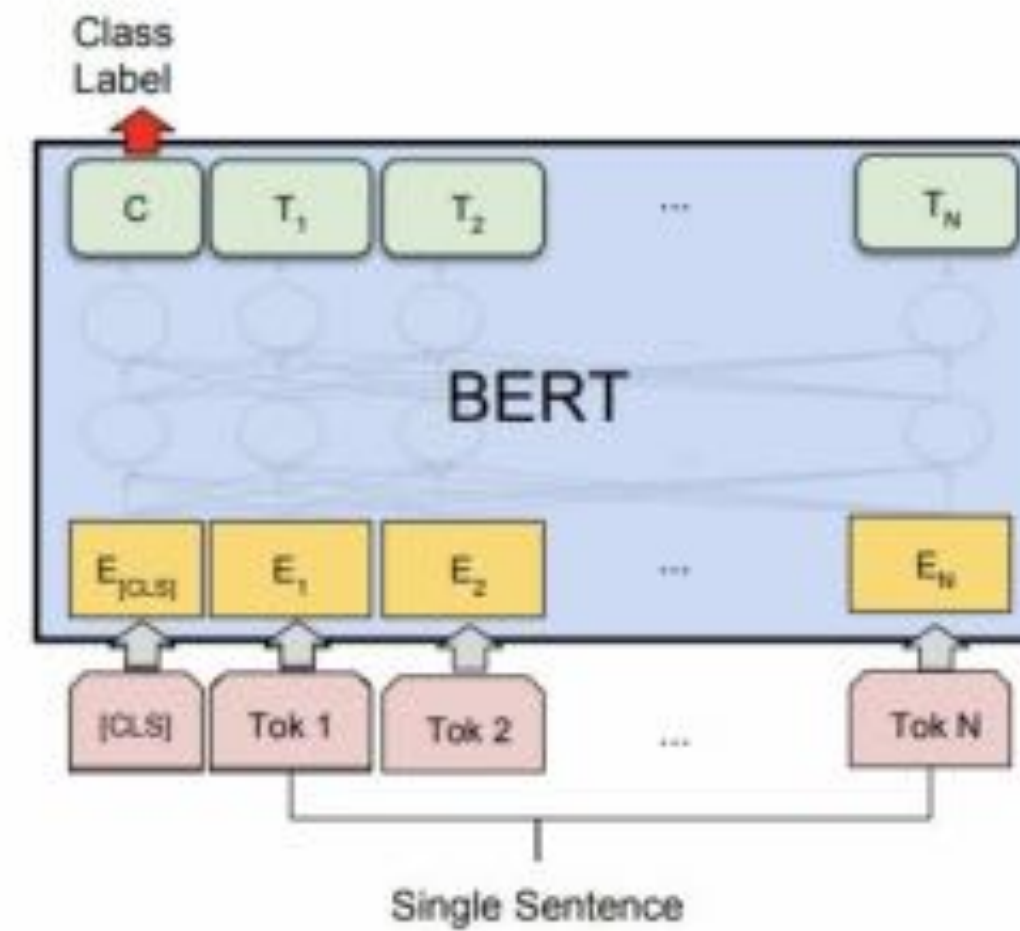 Class
Label
C T1 T2 ... TN
BERT
E[CLS] E1 E2 ... EN
[CLS] Tok 1 Tok 2 ... Tok N
Single Sentence